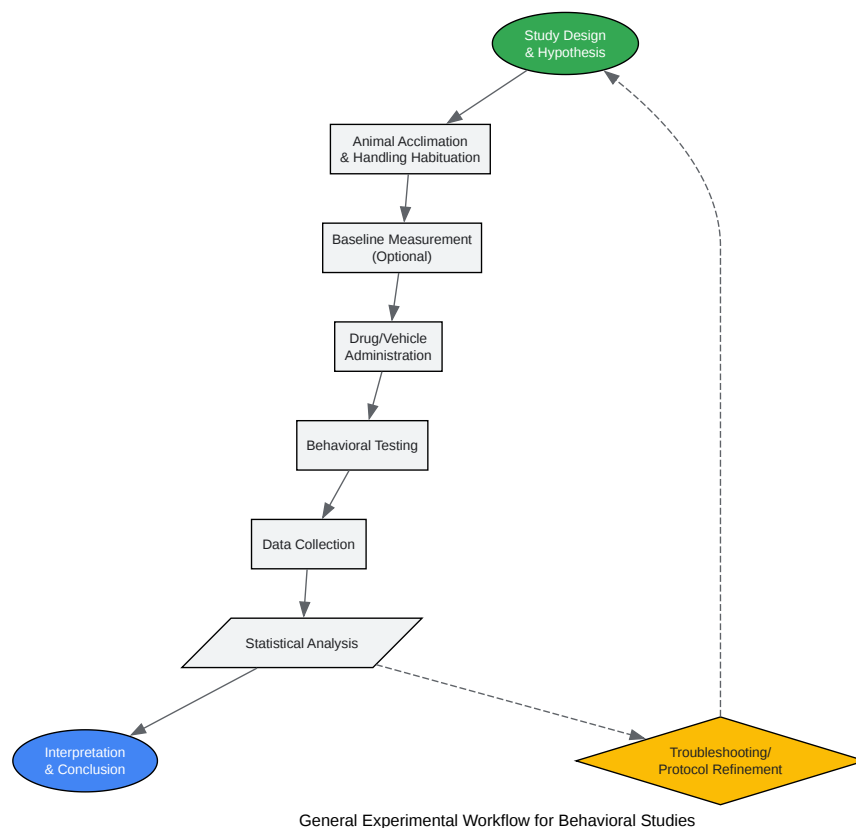 Study Design
& Hypothesis
Animal Acclimation
& Handling Habituation
Baseline Measurement
(Optional)
Drug/Vehicle
Administration
Behavioral Testing
Data Collection
Statistical Analysis
Interpretation
& Conclusion
Troubleshooting/
Protocol Refinement
General Experimental Workflow for Behavioral Studies